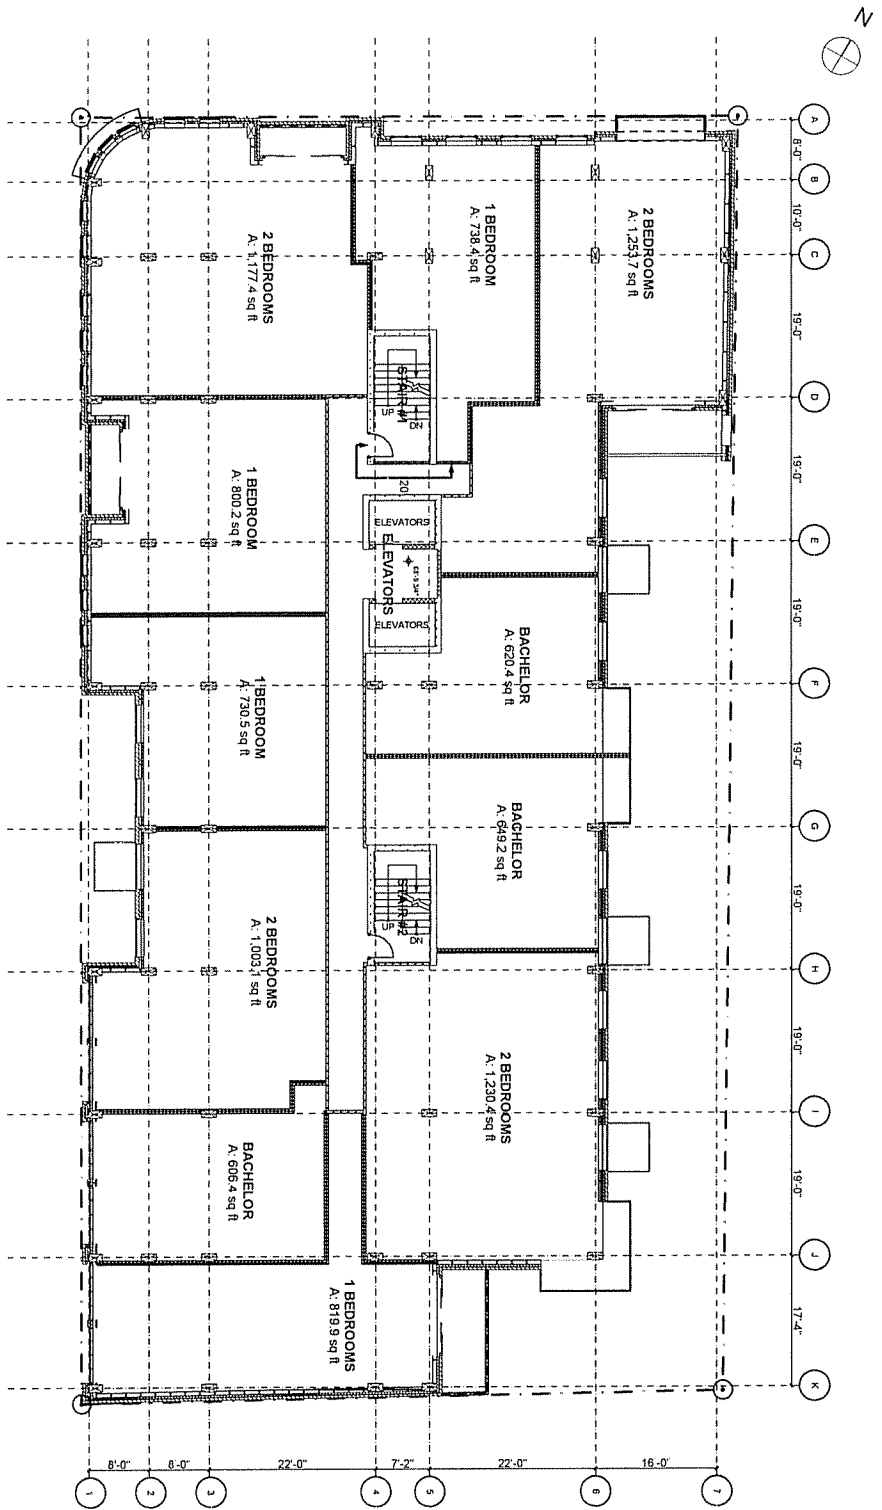 N
A
8'-0"
B
10'-0"
C
19'-0"
D
19'-0"
E
19'-0"
F
19'-0"
G
19'-0"
H
19'-0"
I
19'-0"
J
17'-4"
K
2 BEDROOMS
A: 1,253.7 sq ft
1 BEDROOM
A: 738.4 sq ft
2 BEDROOMS
A: 1,177.4 sq ft
STAIR #1
UP
DN
20
1 BEDROOM
A: 800.2 sq ft
ELEVATORS
ELEVATORS
ELEVATORS
BACHELOR
A: 620.4 sq ft
1 BEDROOM
A: 730.5 sq ft
BACHELOR
A: 649.2 sq ft
STAIR #2
UP
DN
2 BEDROOMS
A: 1,003.1 sq ft
2 BEDROOMS
A: 1,230.4 sq ft
BACHELOR
A: 606.4 sq ft
1 BEDROOMS
A: 819.9 sq ft
8'-0"
8'-0"
22'-0"
7'-2"
22'-0"
16'-0"
1
2
3
4
5
6
7